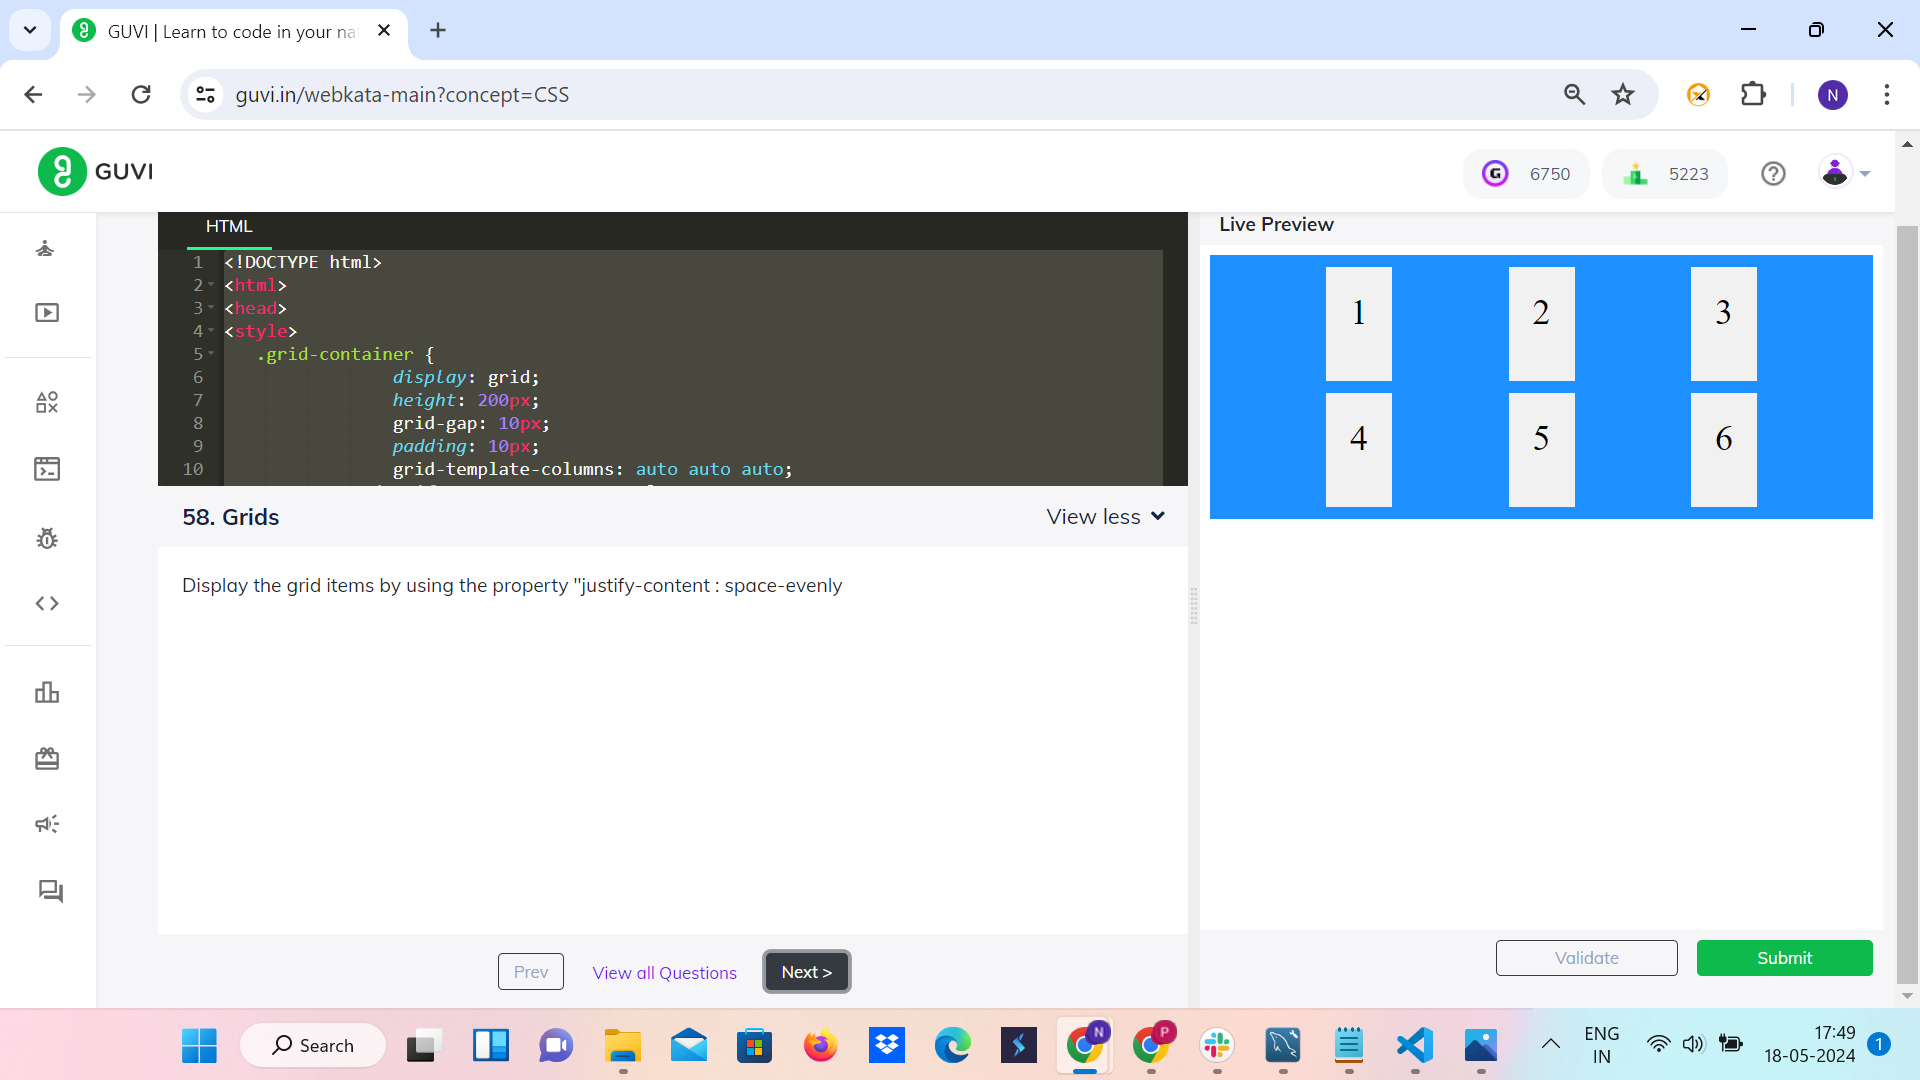 GUVI | Learn to code in your na
guvi.in/webkata-main?concept=CSS
N
GUVI
G
6750
5223
HTML
Live Preview
1 <!DOCTYPE html>
2 <html>
3 <head>
4 <style>
5 .grid-container {
6 display: grid;
7 height: 200px;
8 grid-gap: 10px;
9 padding: 10px;
10 grid-template-columns: auto auto auto;
1 2 3
4 5 6
58. Grids
View less
Display the grid items by using the property "justify-content : space-evenly
Prev
View all Questions
Next >
Validate
Submit
Search
N
P
ENG
IN
17:49
18-05-2024
1